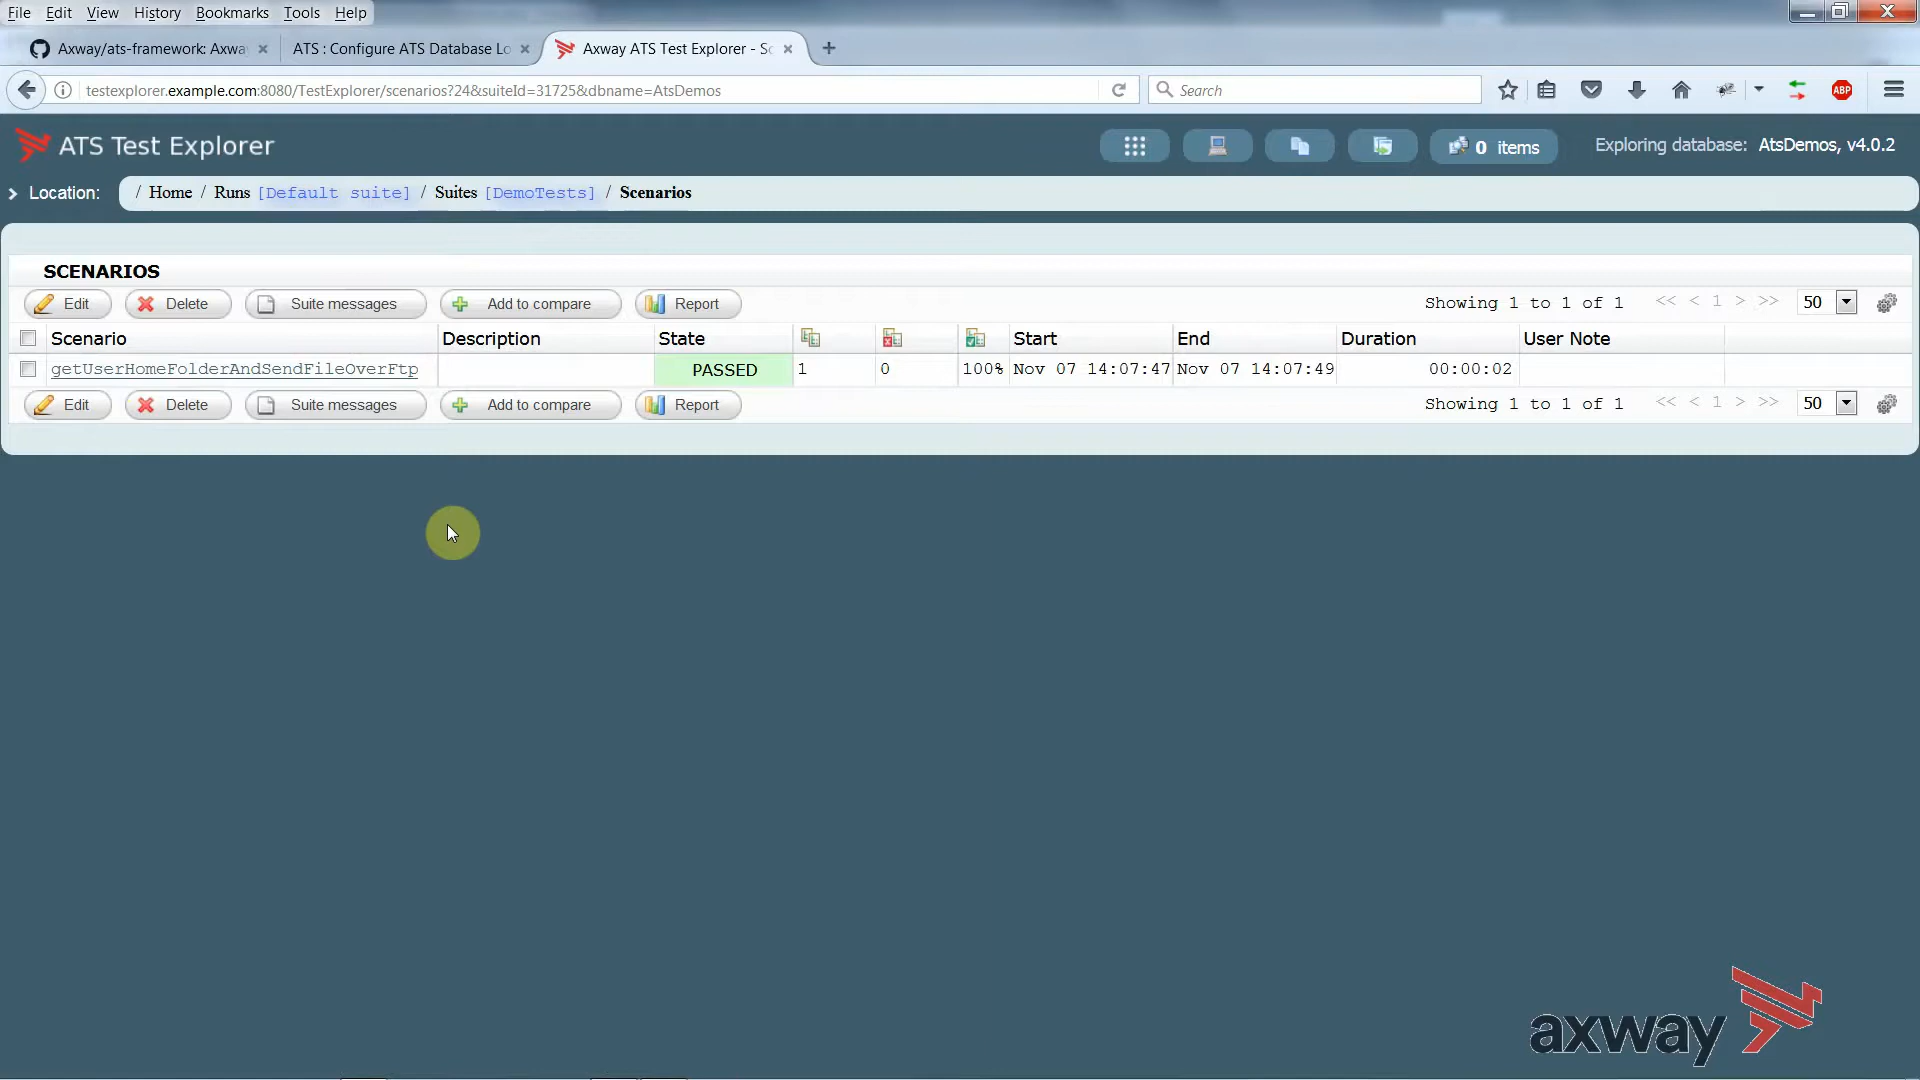 File Edit View History Bookmarks Tools Help
Axway/ats-framework: Axwa ATS : Configure ATS Database Lo Axway ATS Test Explorer - Sc
testexplorer.example.com:8080/TestExplorer/scenarios?24&suiteId=31725&dbname=AtsDemos Search ABP
ATS Test Explorer 0 items Exploring database: AtsDemos, v4.0.2
Location: / Home / Runs [Default suite] / Suites [DemoTests] / Scenarios
SCENARIOS
Edit Delete Suite messages Add to compare Report Showing 1 to 1 of 1 << < 1 > >> 50
Scenario Description State Start End Duration User Note
getUserHomeFolderAndSendFileOverFtp PASSED 1 0 100% Nov 07 14:07:47 Nov 07 14:07:49 00:00:02
Edit Delete Suite messages Add to compare Report Showing 1 to 1 of 1 << < 1 > >> 50
axway